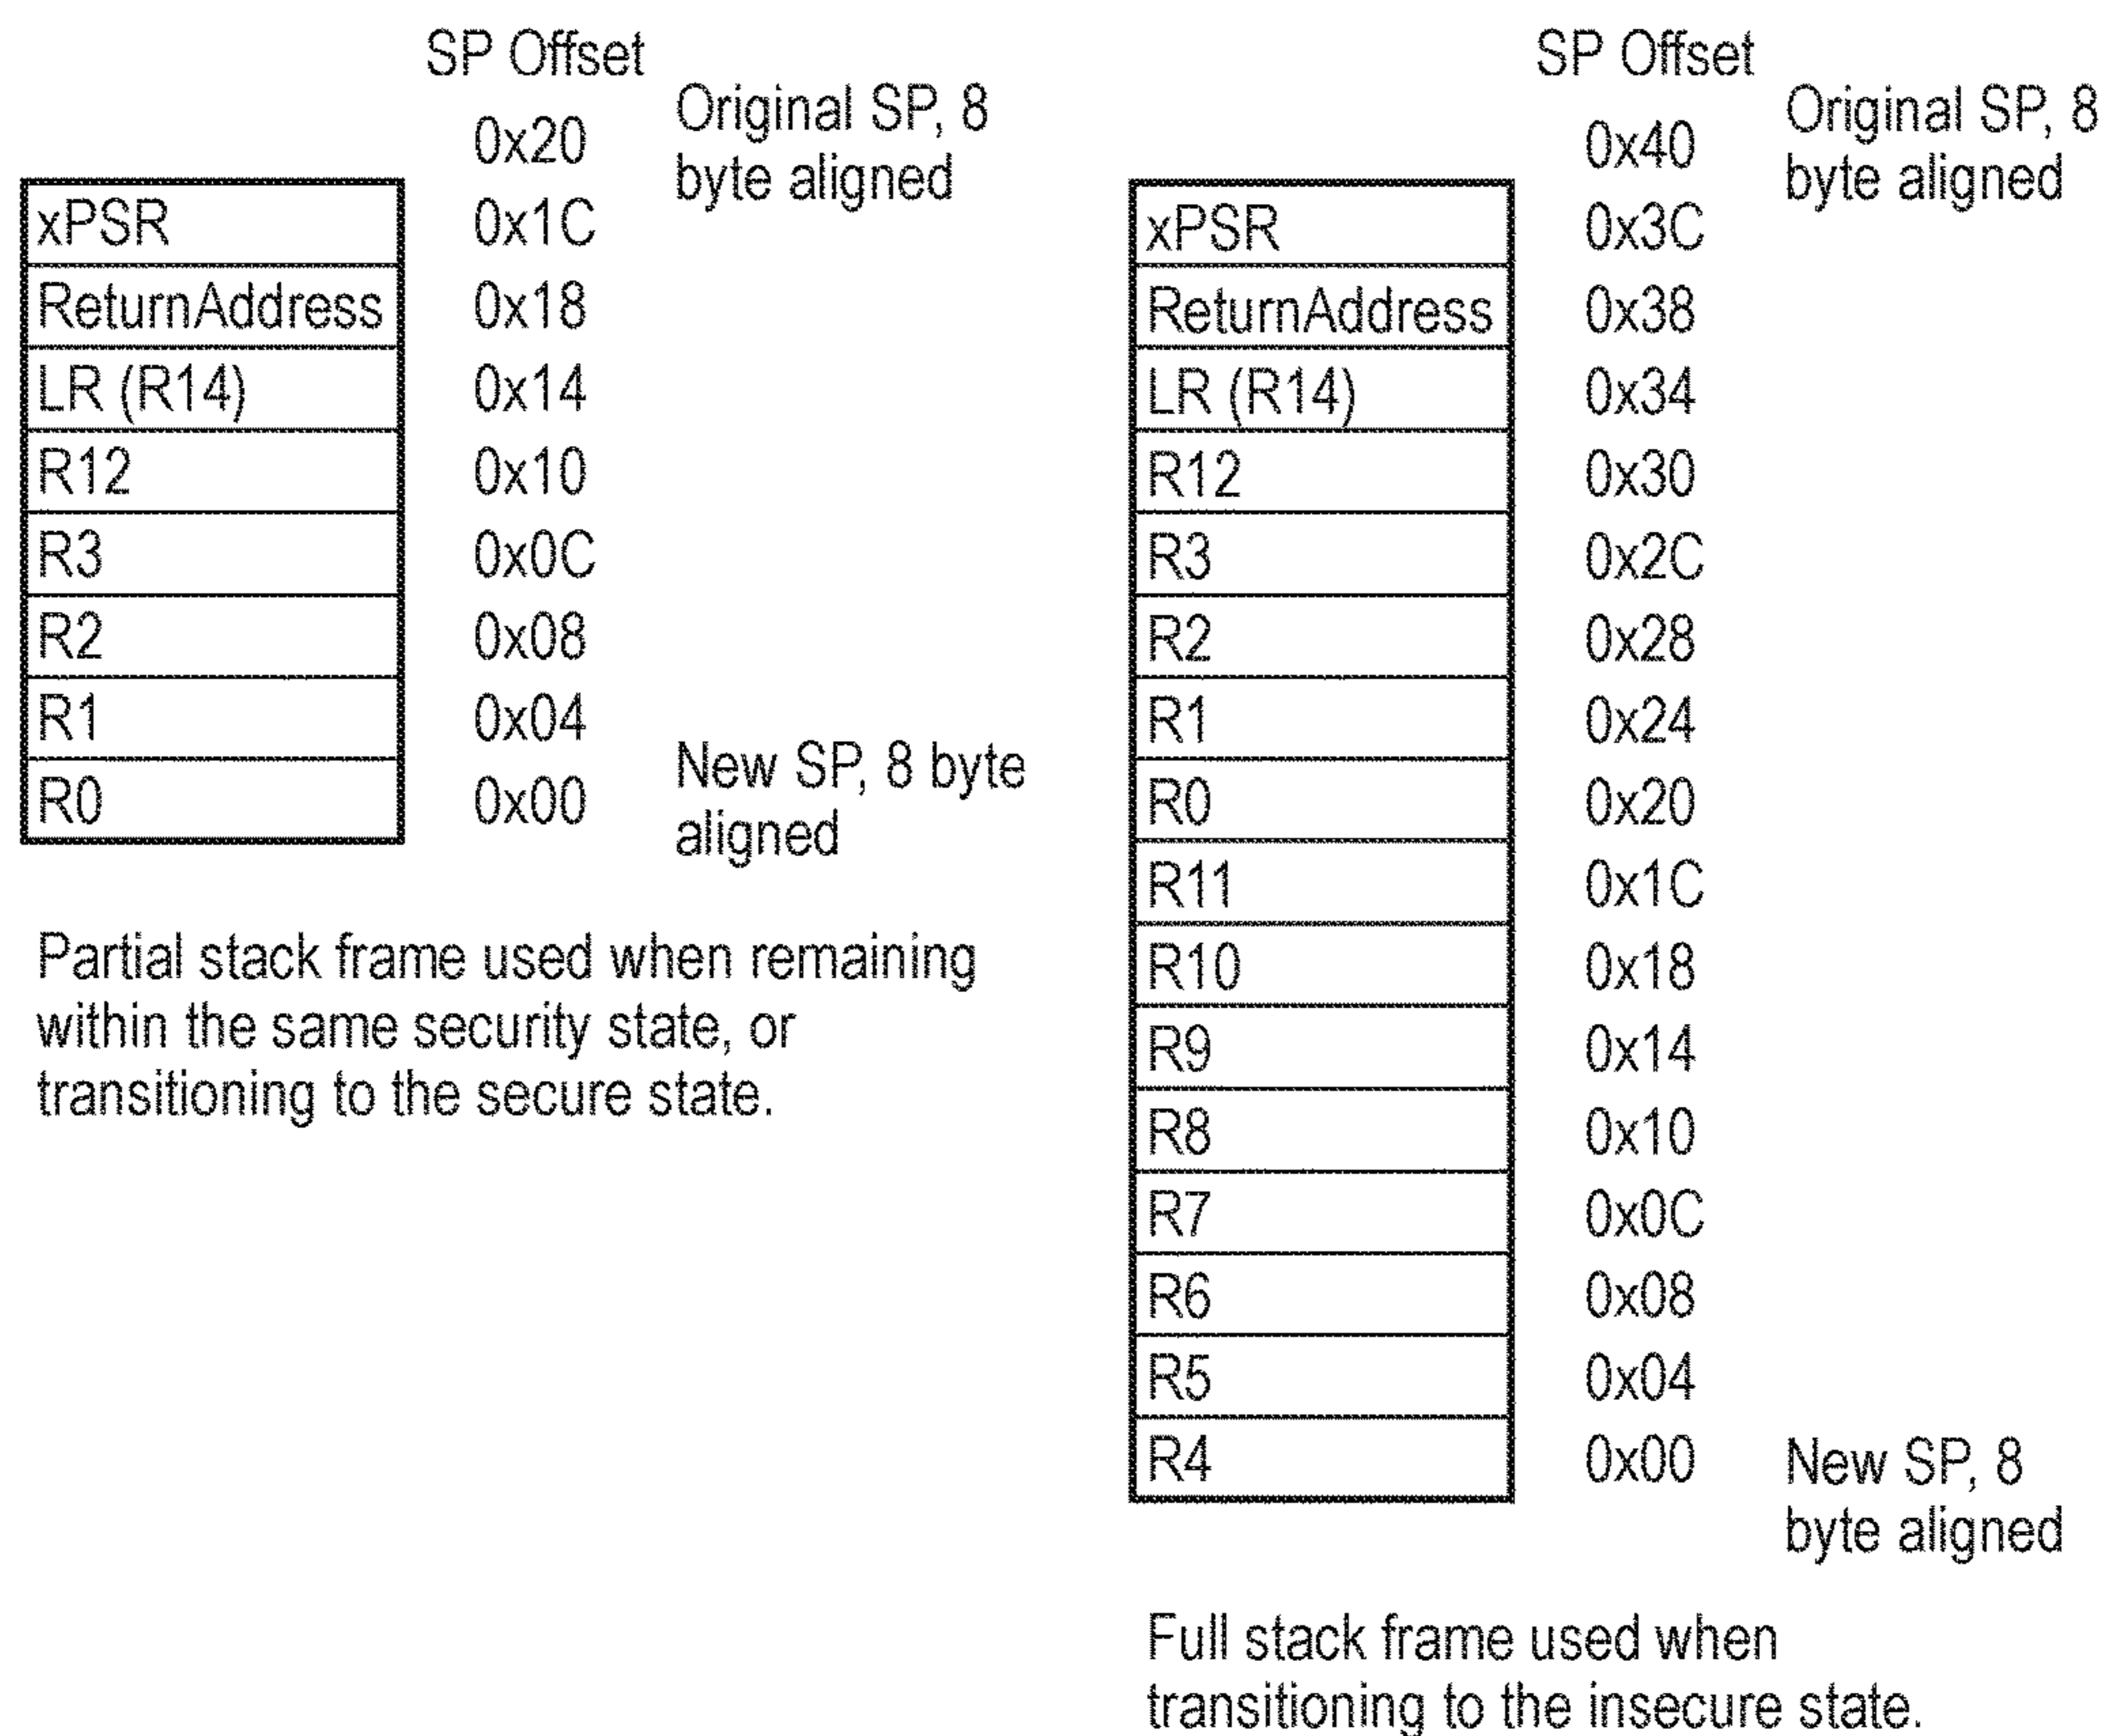 SP Offset
0x20 Original SP, 8
byte aligned
xPSR 0x1C
ReturnAddress 0x18
LR (R14) 0x14
R12 0x10
R3 0x0C
R2 0x08
R1 0x04
R0 0x00 New SP, 8 byte
aligned
Partial stack frame used when remaining
within the same security state, or
transitioning to the secure state.
SP Offset
0x40 Original SP, 8
byte aligned
xPSR 0x3C
ReturnAddress 0x38
LR (R14) 0x34
R12 0x30
R3 0x2C
R2 0x28
R1 0x24
R0 0x20
R11 0x1C
R10 0x18
R9 0x14
R8 0x10
R7 0x0C
R6 0x08
R5 0x04
R4 0x00 New SP, 8
byte aligned
Full stack frame used when
transitioning to the insecure state.